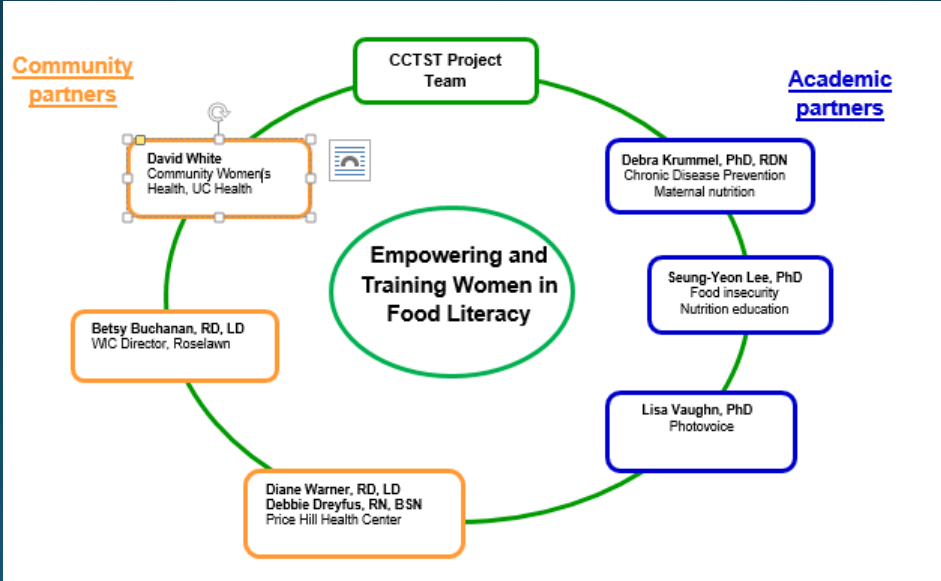 CCTST Project
Team
Community
partners
Academic
partners
David White
Community Women's
Health, UC Health
Debra Krummel, PhD, RDN
Chronic Disease Prevention
Maternal nutrition
Empowering and
Training Women in
Food Literacy
Seung-Yeon Lee, PhD
Food insecurity
Nutrition education
Betsy Buchanan, RD, LD
WIC Director, Roselawn
Lisa Vaughn, PhD
Photovoice
Diane Warner, RD, LD
Debbie Dreyfus, RN, BSN
Price Hill Health Center